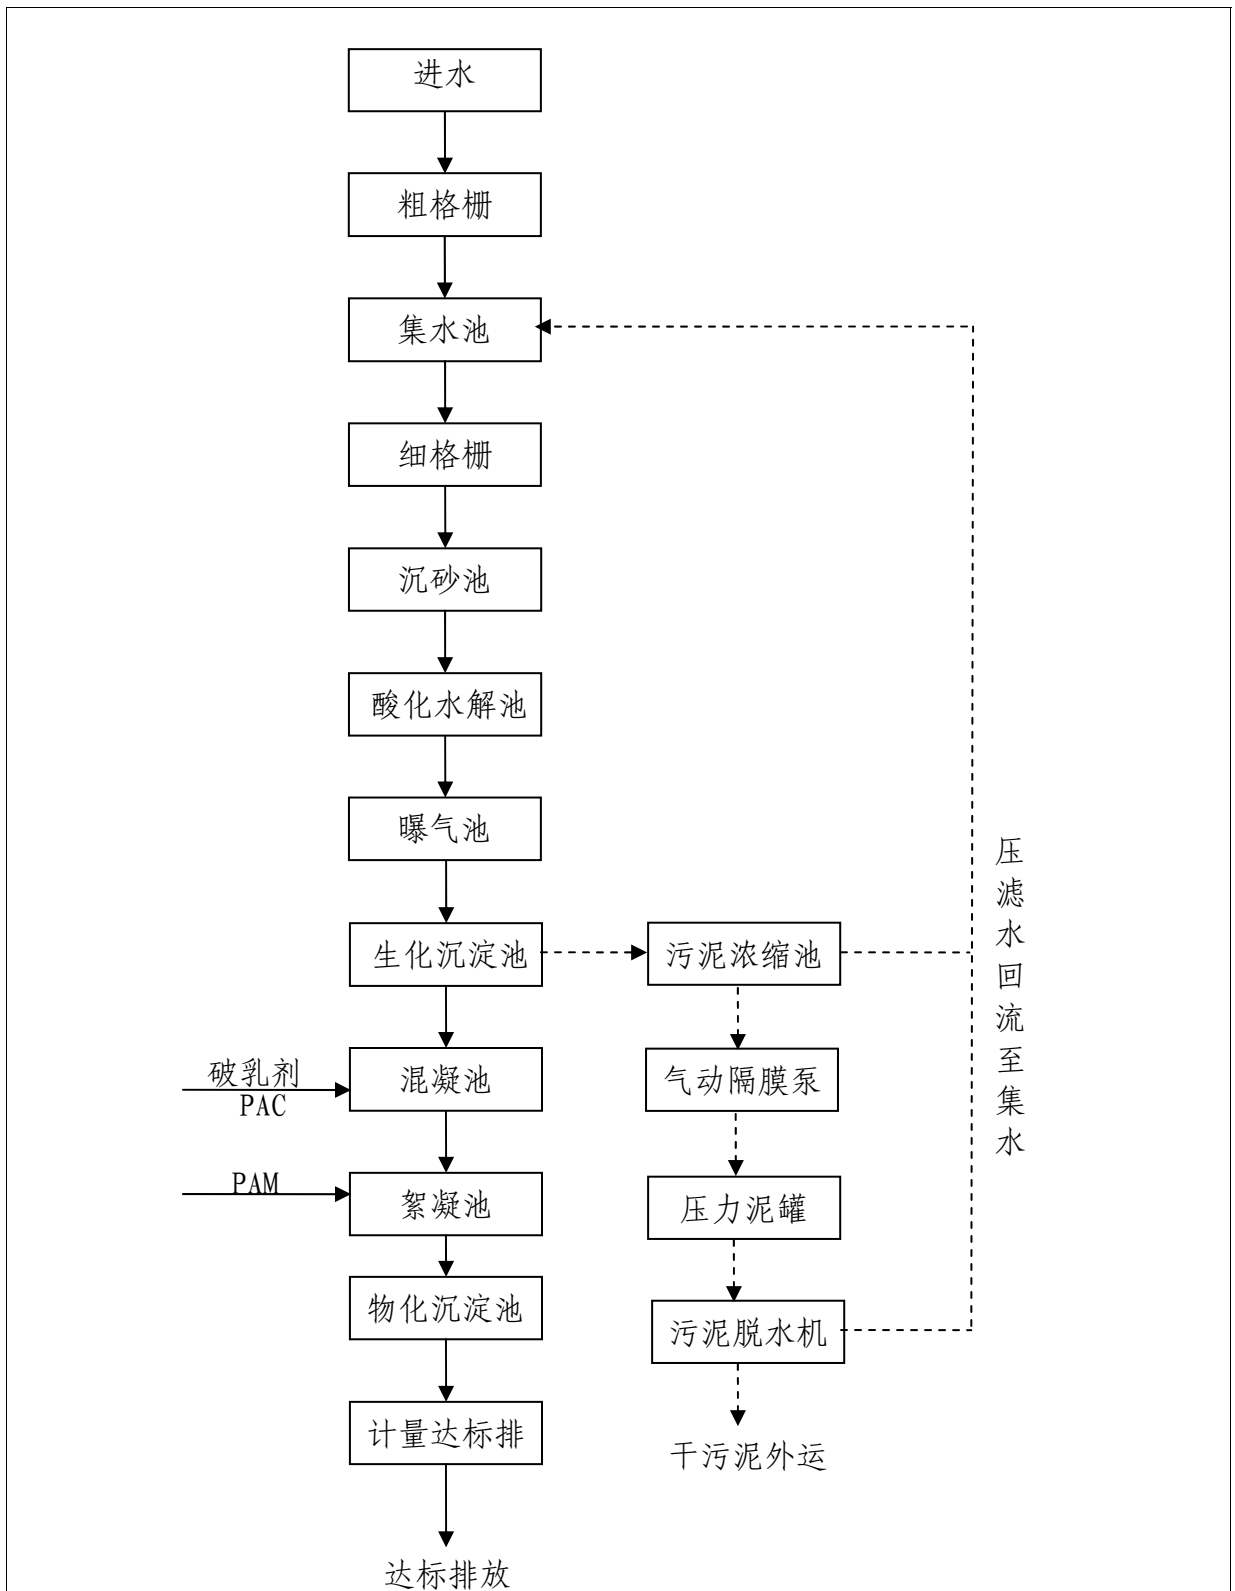 进水
粗格栅
集水池
细格栅
沉砂池
酸化水解池
曝气池
生化沉淀池
污泥浓缩池
破乳剂
PAC
混凝池
气动隔膜泵
PAM
絮凝池
压力泥罐
物化沉淀池
污泥脱水机
计量达标排
干污泥外运
达标排放
压滤水回流至集水